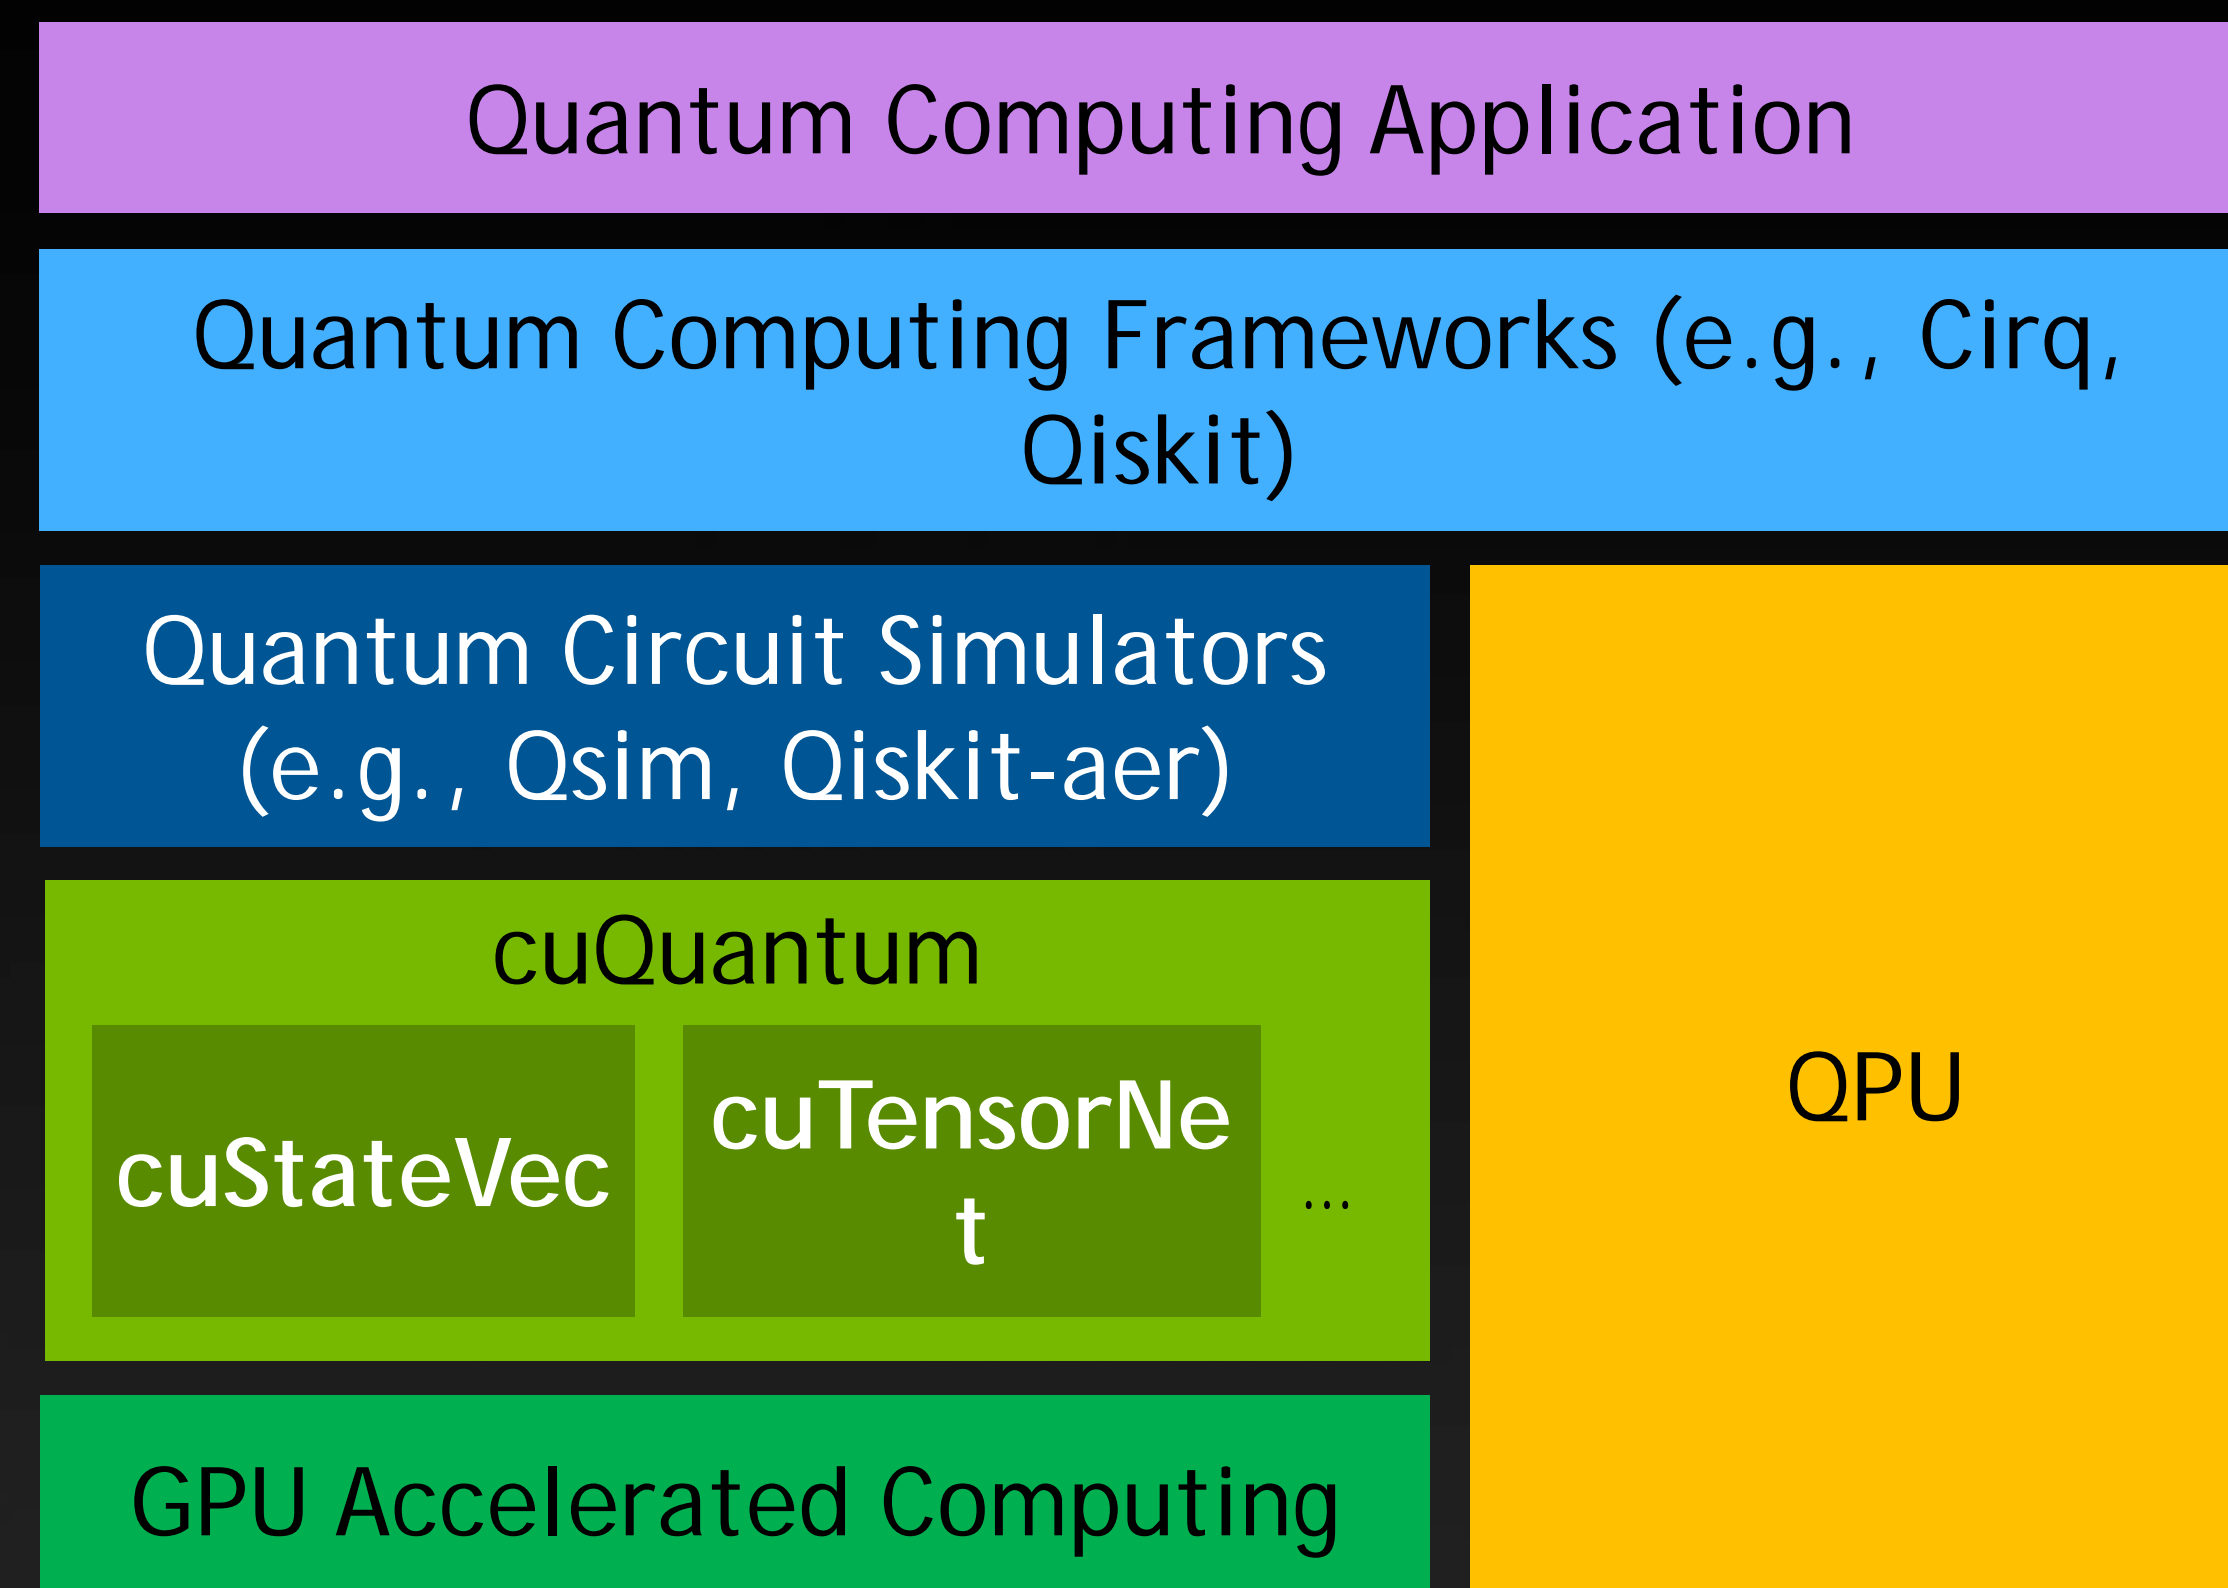 Quantum Computing Application
Quantum Computing Frameworks (e.g., Cirq,
Qiskit)
Quantum Circuit Simulators
(e.g., Qsim, Qiskit-aer)
cuQuantum
cuStateVec
cuTensorNe
t
...
QPU
GPU Accelerated Computing